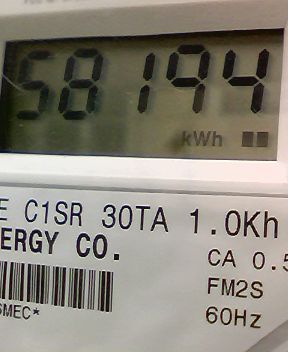 58194
kWh
E C1SR 30TA 1.0Kh
ERGY CO.
CA 0.5
FM2S
60Hz
SMEC*